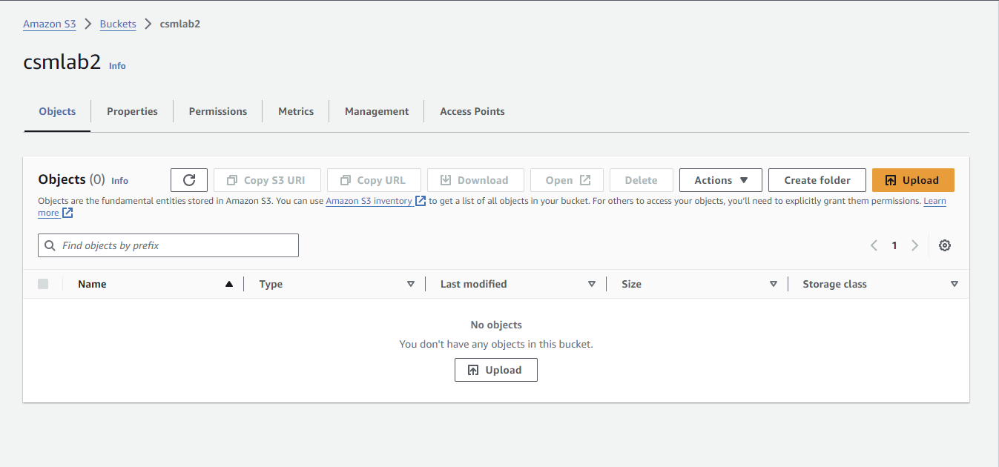 Amazon S3 Buckets csmlab2
csmlab2 Info
Objects Properties Permissions Metrics Management Access Points
Objects (0) Info Copy S3 URI Copy URL Download Open Delete Actions Create folder Upload
Objects are the fundamental entities stored in Amazon S3. You can use Amazon S3 inventory to get a list of all objects in your bucket. For others to access your objects, you'll need to explicitly grant them permissions. Learn
more
Find objects by prefix 1
Name Type Last modified Size Storage class
No objects
You don't have any objects in this bucket.
Upload